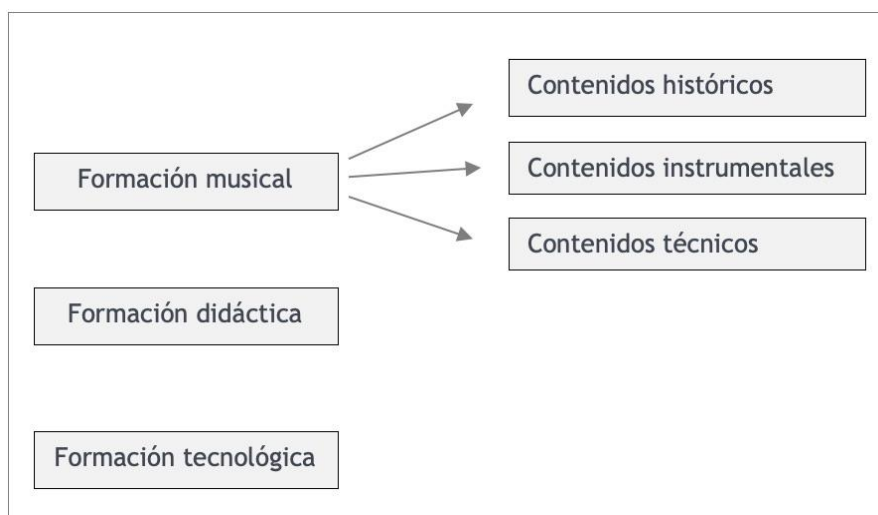 Formación musical
Contenidos históricos
Contenidos instrumentales
Contenidos técnicos
Formación didáctica
Formación tecnológica